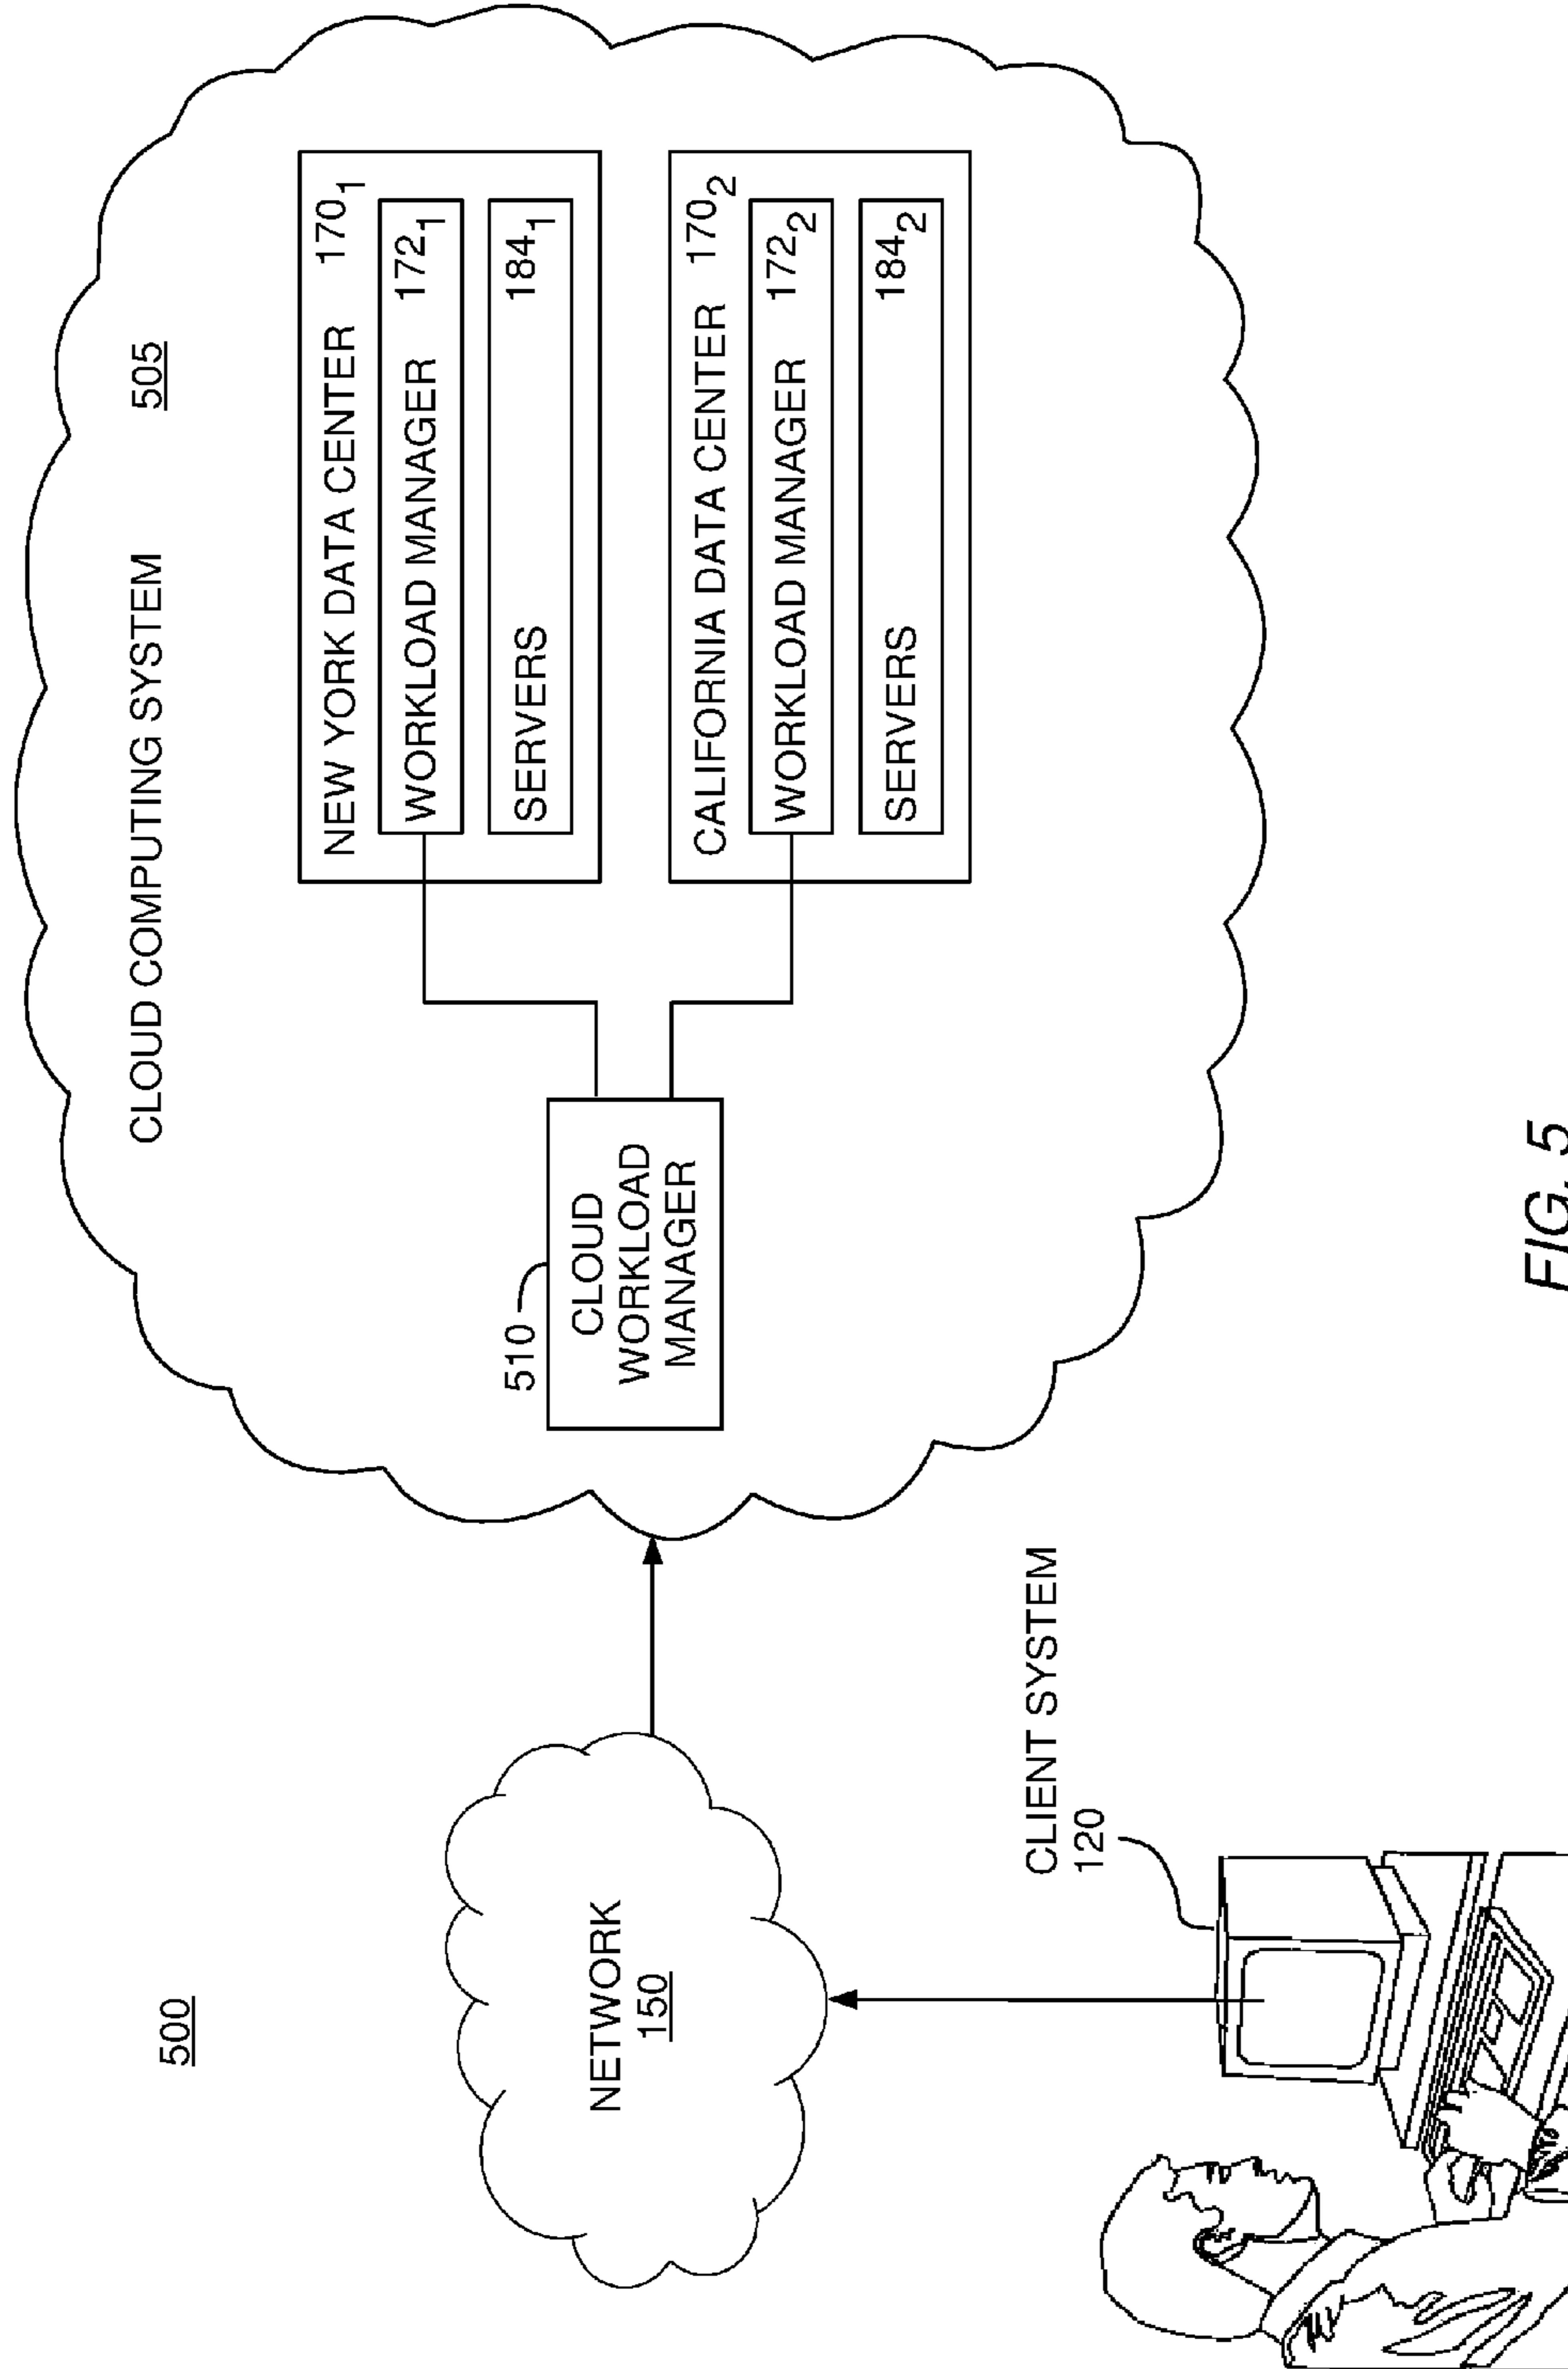 500
CLOUD COMPUTING SYSTEM 505
NETWORK
150
510
CLOUD
WORKLOAD
MANAGER
NEW YORK DATA CENTER 170₁
WORKLOAD MANAGER 172₁
SERVERS 184₁
CALIFORNIA DATA CENTER 170₂
WORKLOAD MANAGER 172₂
SERVERS 184₂
CLIENT SYSTEM
120
FIG. 5